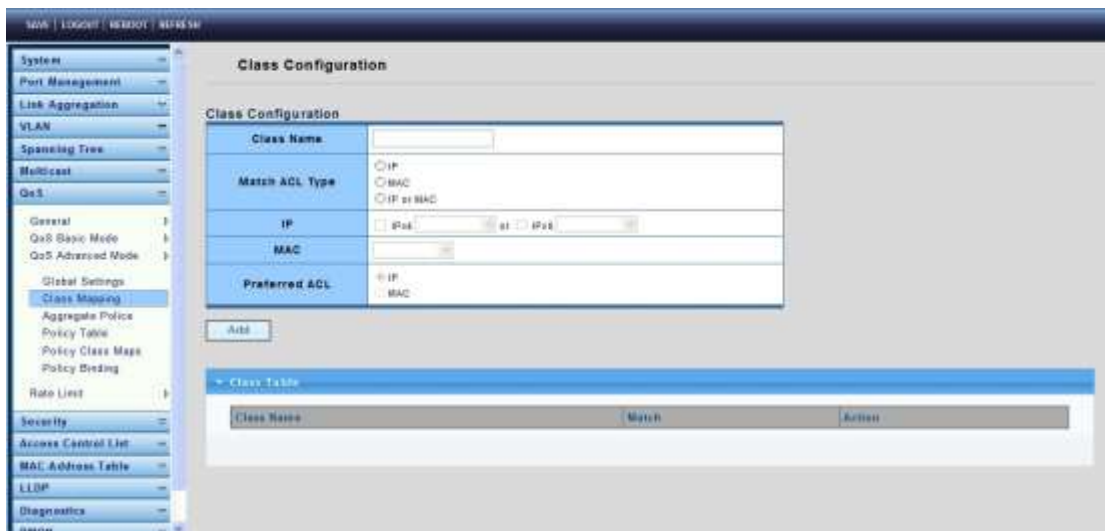 SAVE | LOGOUT | REBOOT | REFRESH
System
Port Management
Link Aggregation
VLAN
Spanning Tree
Multicast
QoS
General
QoS Basic Mode
QoS Advanced Mode
Global Settings
Class Mapping
Aggregate Police
Policy Table
Policy Class Maps
Policy Binding
Rate Limit
Security
Access Control List
MAC Address Table
LLDP
Diagnostics
RMON
Class Configuration
Class Configuration
Class Name
Match ACL Type
IP
MAC
IP or MAC
IP
IPv4 or IPv6
MAC
Preferred ACL
IP
MAC
Add
Class Table
Class Name Match Action